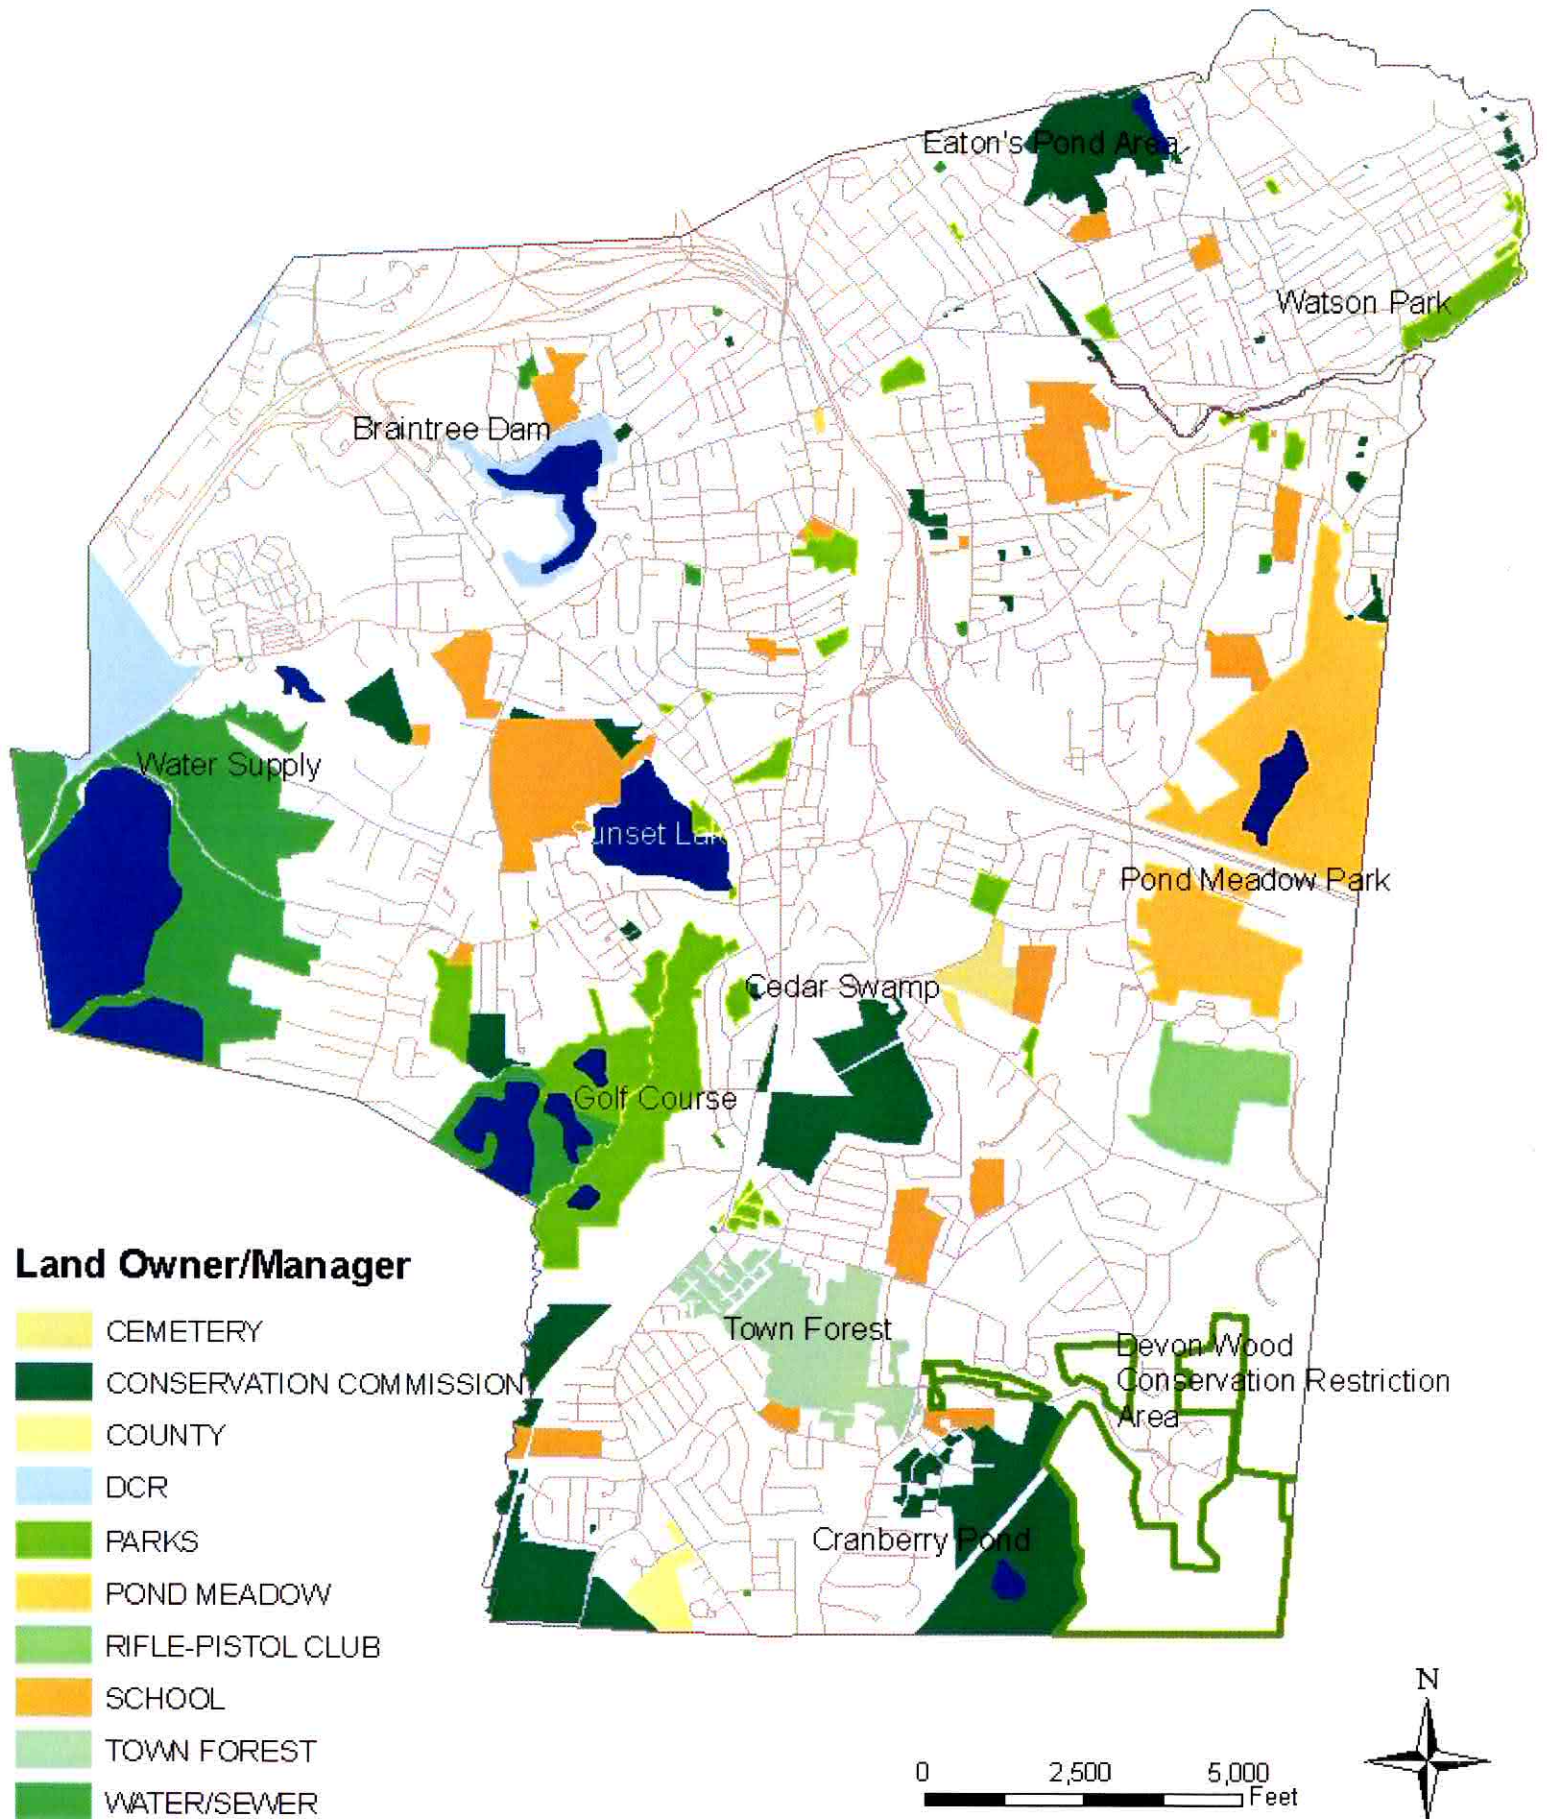 Eaton's Pond Area
Watson Park
Braintree Dam
Water Supply
Sunset Lake
Pond Meadow Park
Cedar Swamp
Golf Course
Land Owner/Manager
CEMETERY
CONSERVATION COMMISSION
COUNTY
DCR
PARKS
POND MEADOW
RIFLE-PISTOL CLUB
SCHOOL
TOWN FOREST
WATER/SEWER
Town Forest
Devon Wood
Conservation Restriction
Area
Cranberry Pond
N
0 2,500 5,000
Feet